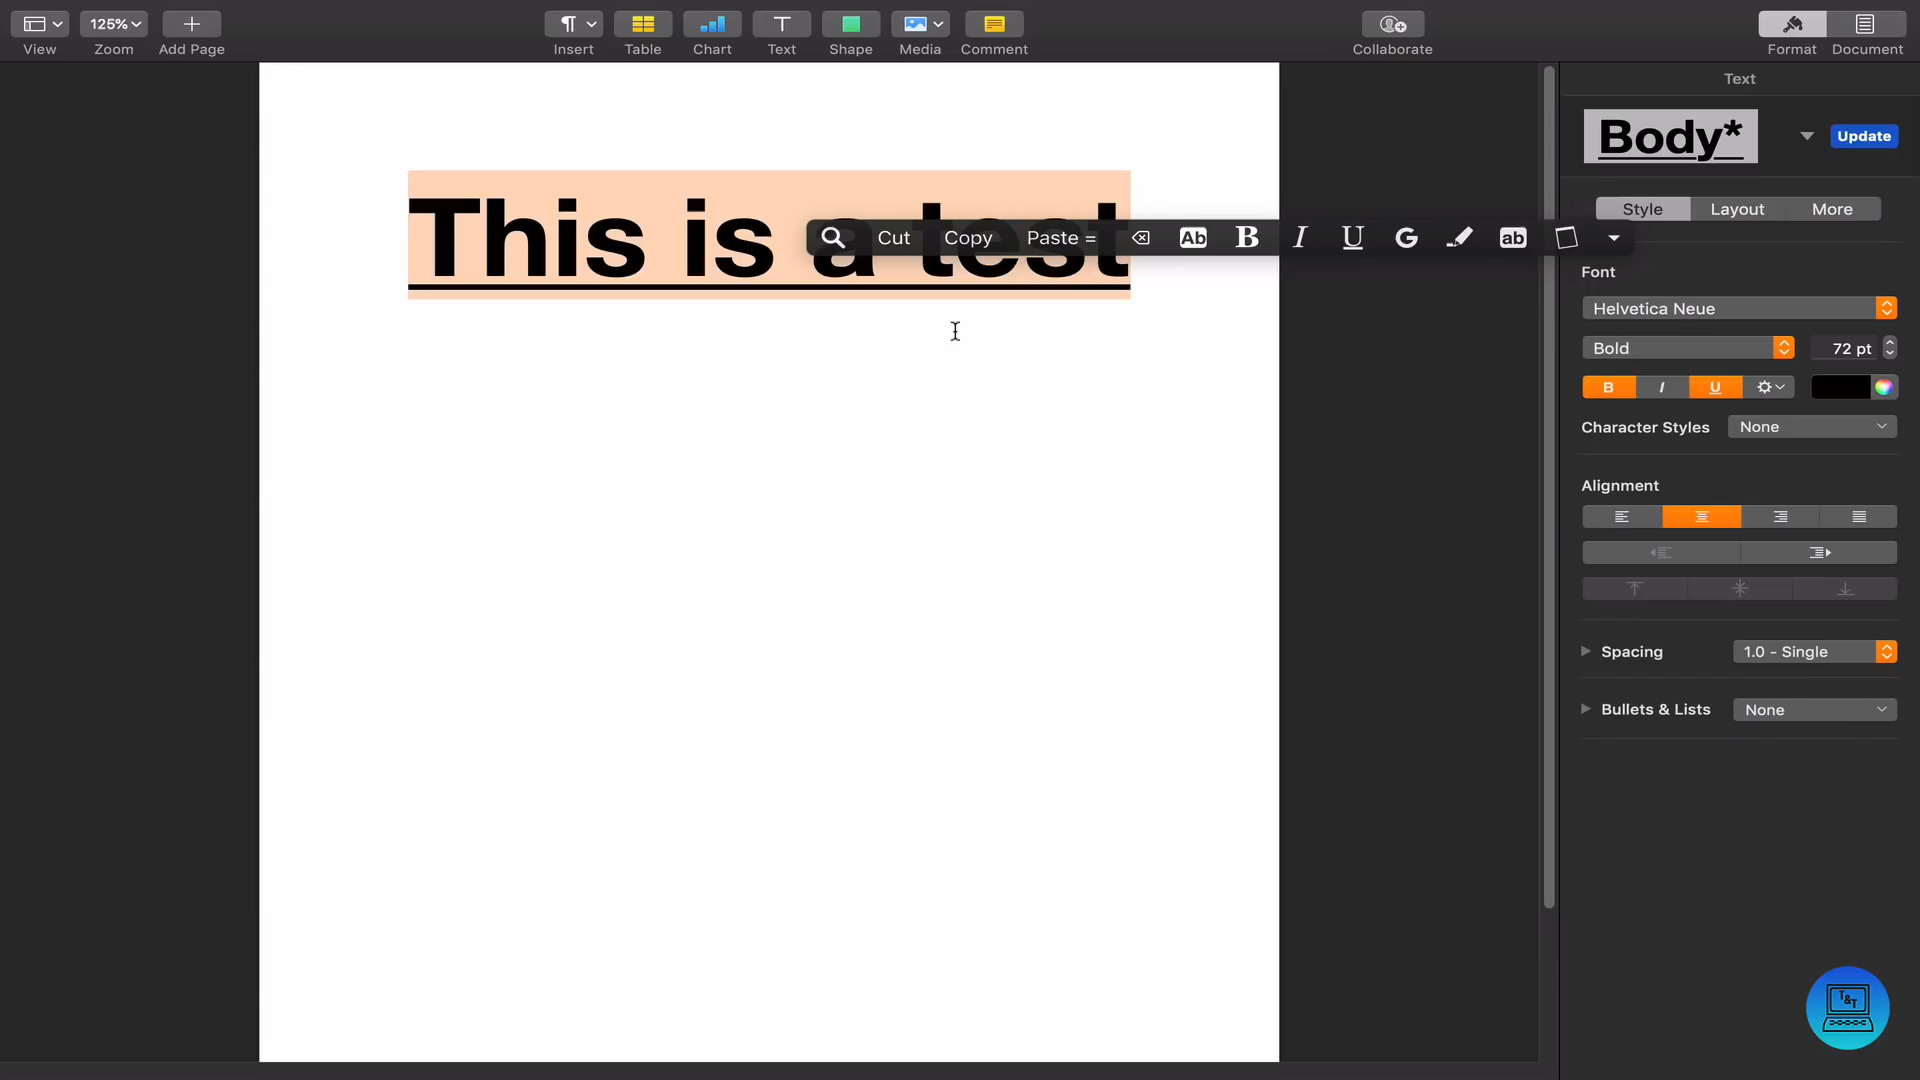 125%
View
Zoom
Add Page
Insert
Table
Chart
Text
Shape
Media
Comment
Collaborate
Format
Document
Text
Body*
Update
Style
Layout
More
This is a test
Cut
Copy
Paste =
Ab
B
I
U
G
ab
Font
Helvetica Neue
Bold
72 pt
B
I
U
Character Styles
None
Alignment
Spacing
1.0 - Single
Bullets & Lists
None
T&T